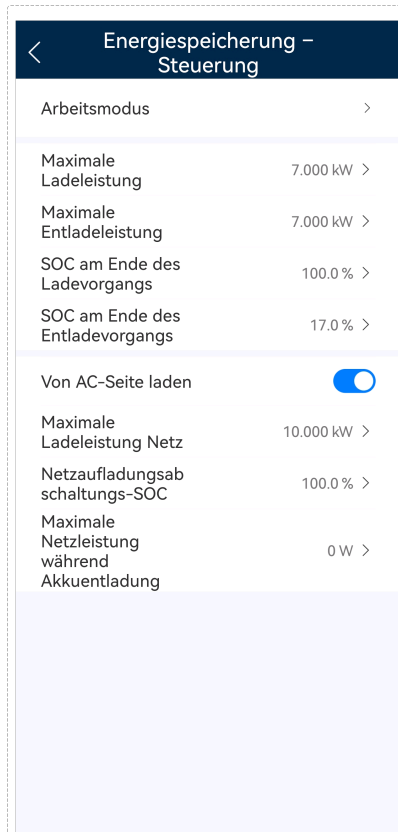 Energiespeicherung –
Steuerung
Arbeitsmodus
Maximale
Ladeleistung
7.000 kW
Maximale
Entladeleistung
7.000 kW
SOC am Ende des
Ladevorgangs
100.0 %
SOC am Ende des
Entladevorgangs
17.0 %
Von AC-Seite laden
Maximale
Ladeleistung Netz
10.000 kW
Netzaufladungsab
schaltungs-SOC
100.0 %
Maximale
Netzleistung
während
Akkuentladung
0 W